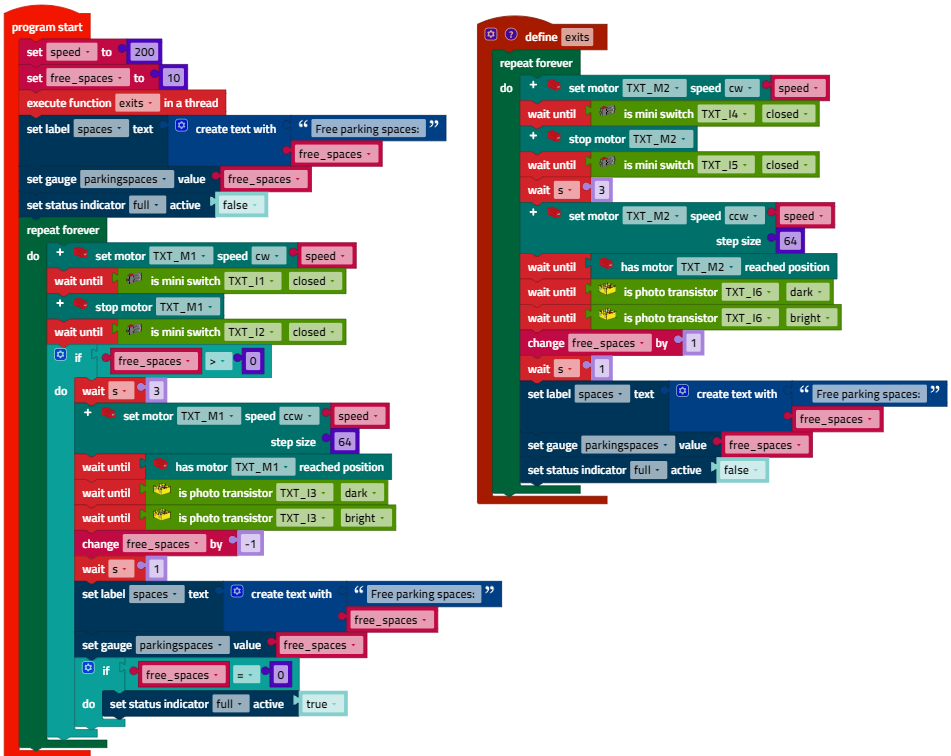 program start
set speed to 200
set free_spaces to 10
execute function exits in a thread
set label spaces text create text with “ Free parking spaces: ”
free_spaces
set gauge parkingspaces value free_spaces
set status indicator full active false
repeat forever
do + set motor TXT_M1 speed cw speed
wait until is mini switch TXT_I1 closed
+ stop motor TXT_M1
wait until is mini switch TXT_I2 closed
if free_spaces > 0
do wait s 3
+ set motor TXT_M1 speed ccw speed
step size 64
wait until has motor TXT_M1 reached position
wait until is photo transistor TXT_I3 dark
wait until is photo transistor TXT_I3 bright
change free_spaces by -1
wait s 1
set label spaces text create text with “ Free parking spaces: ”
free_spaces
set gauge parkingspaces value free_spaces
if free_spaces = 0
do set status indicator full active true
? define exits
repeat forever
do + set motor TXT_M2 speed cw speed
wait until is mini switch TXT_I4 closed
+ stop motor TXT_M2
wait until is mini switch TXT_I5 closed
wait s 3
+ set motor TXT_M2 speed ccw speed
step size 64
wait until has motor TXT_M2 reached position
wait until is photo transistor TXT_I6 dark
wait until is photo transistor TXT_I6 bright
change free_spaces by 1
wait s 1
set label spaces text create text with “ Free parking spaces: ”
free_spaces
set gauge parkingspaces value free_spaces
set status indicator full active false